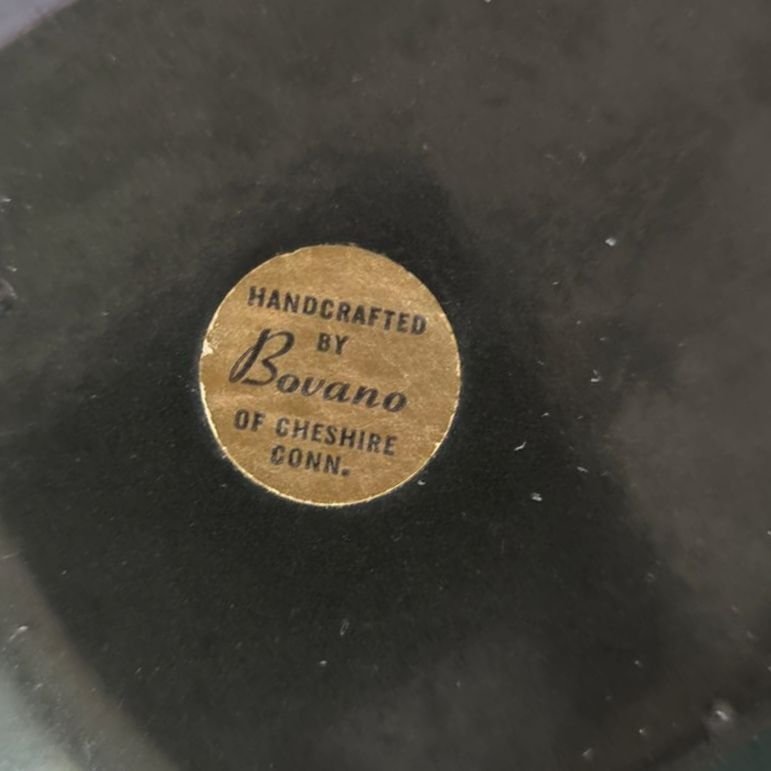 HANDCRAFTED
BY
Bovano
OF CHESHIRE
CONN.